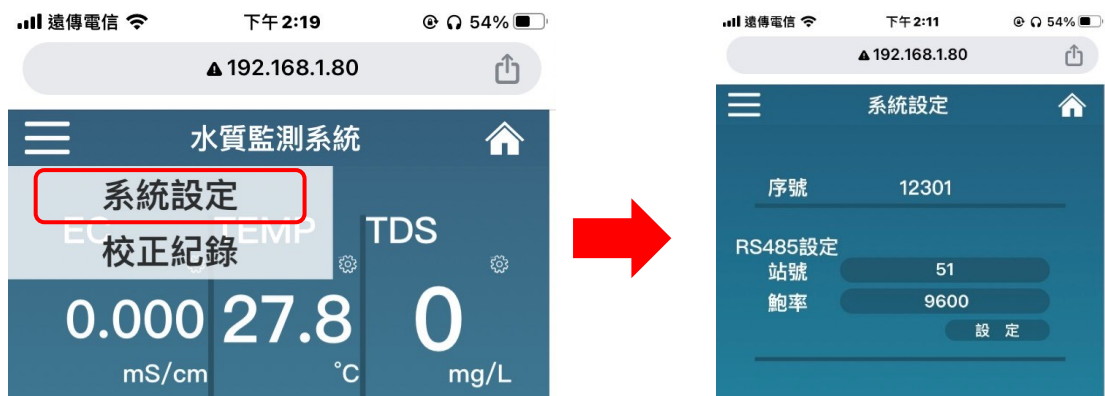 遠傳電信 下午2:19 54%
192.168.1.80
水質監測系統
系統設定
校正紀錄
EC TEMP TDS
0.000 27.8 0
mS/cm °C mg/L
遠傳電信 下午2:11 54%
192.168.1.80
系統設定
序號 12301
RS485設定
站號 51
鮑率 9600
設 定